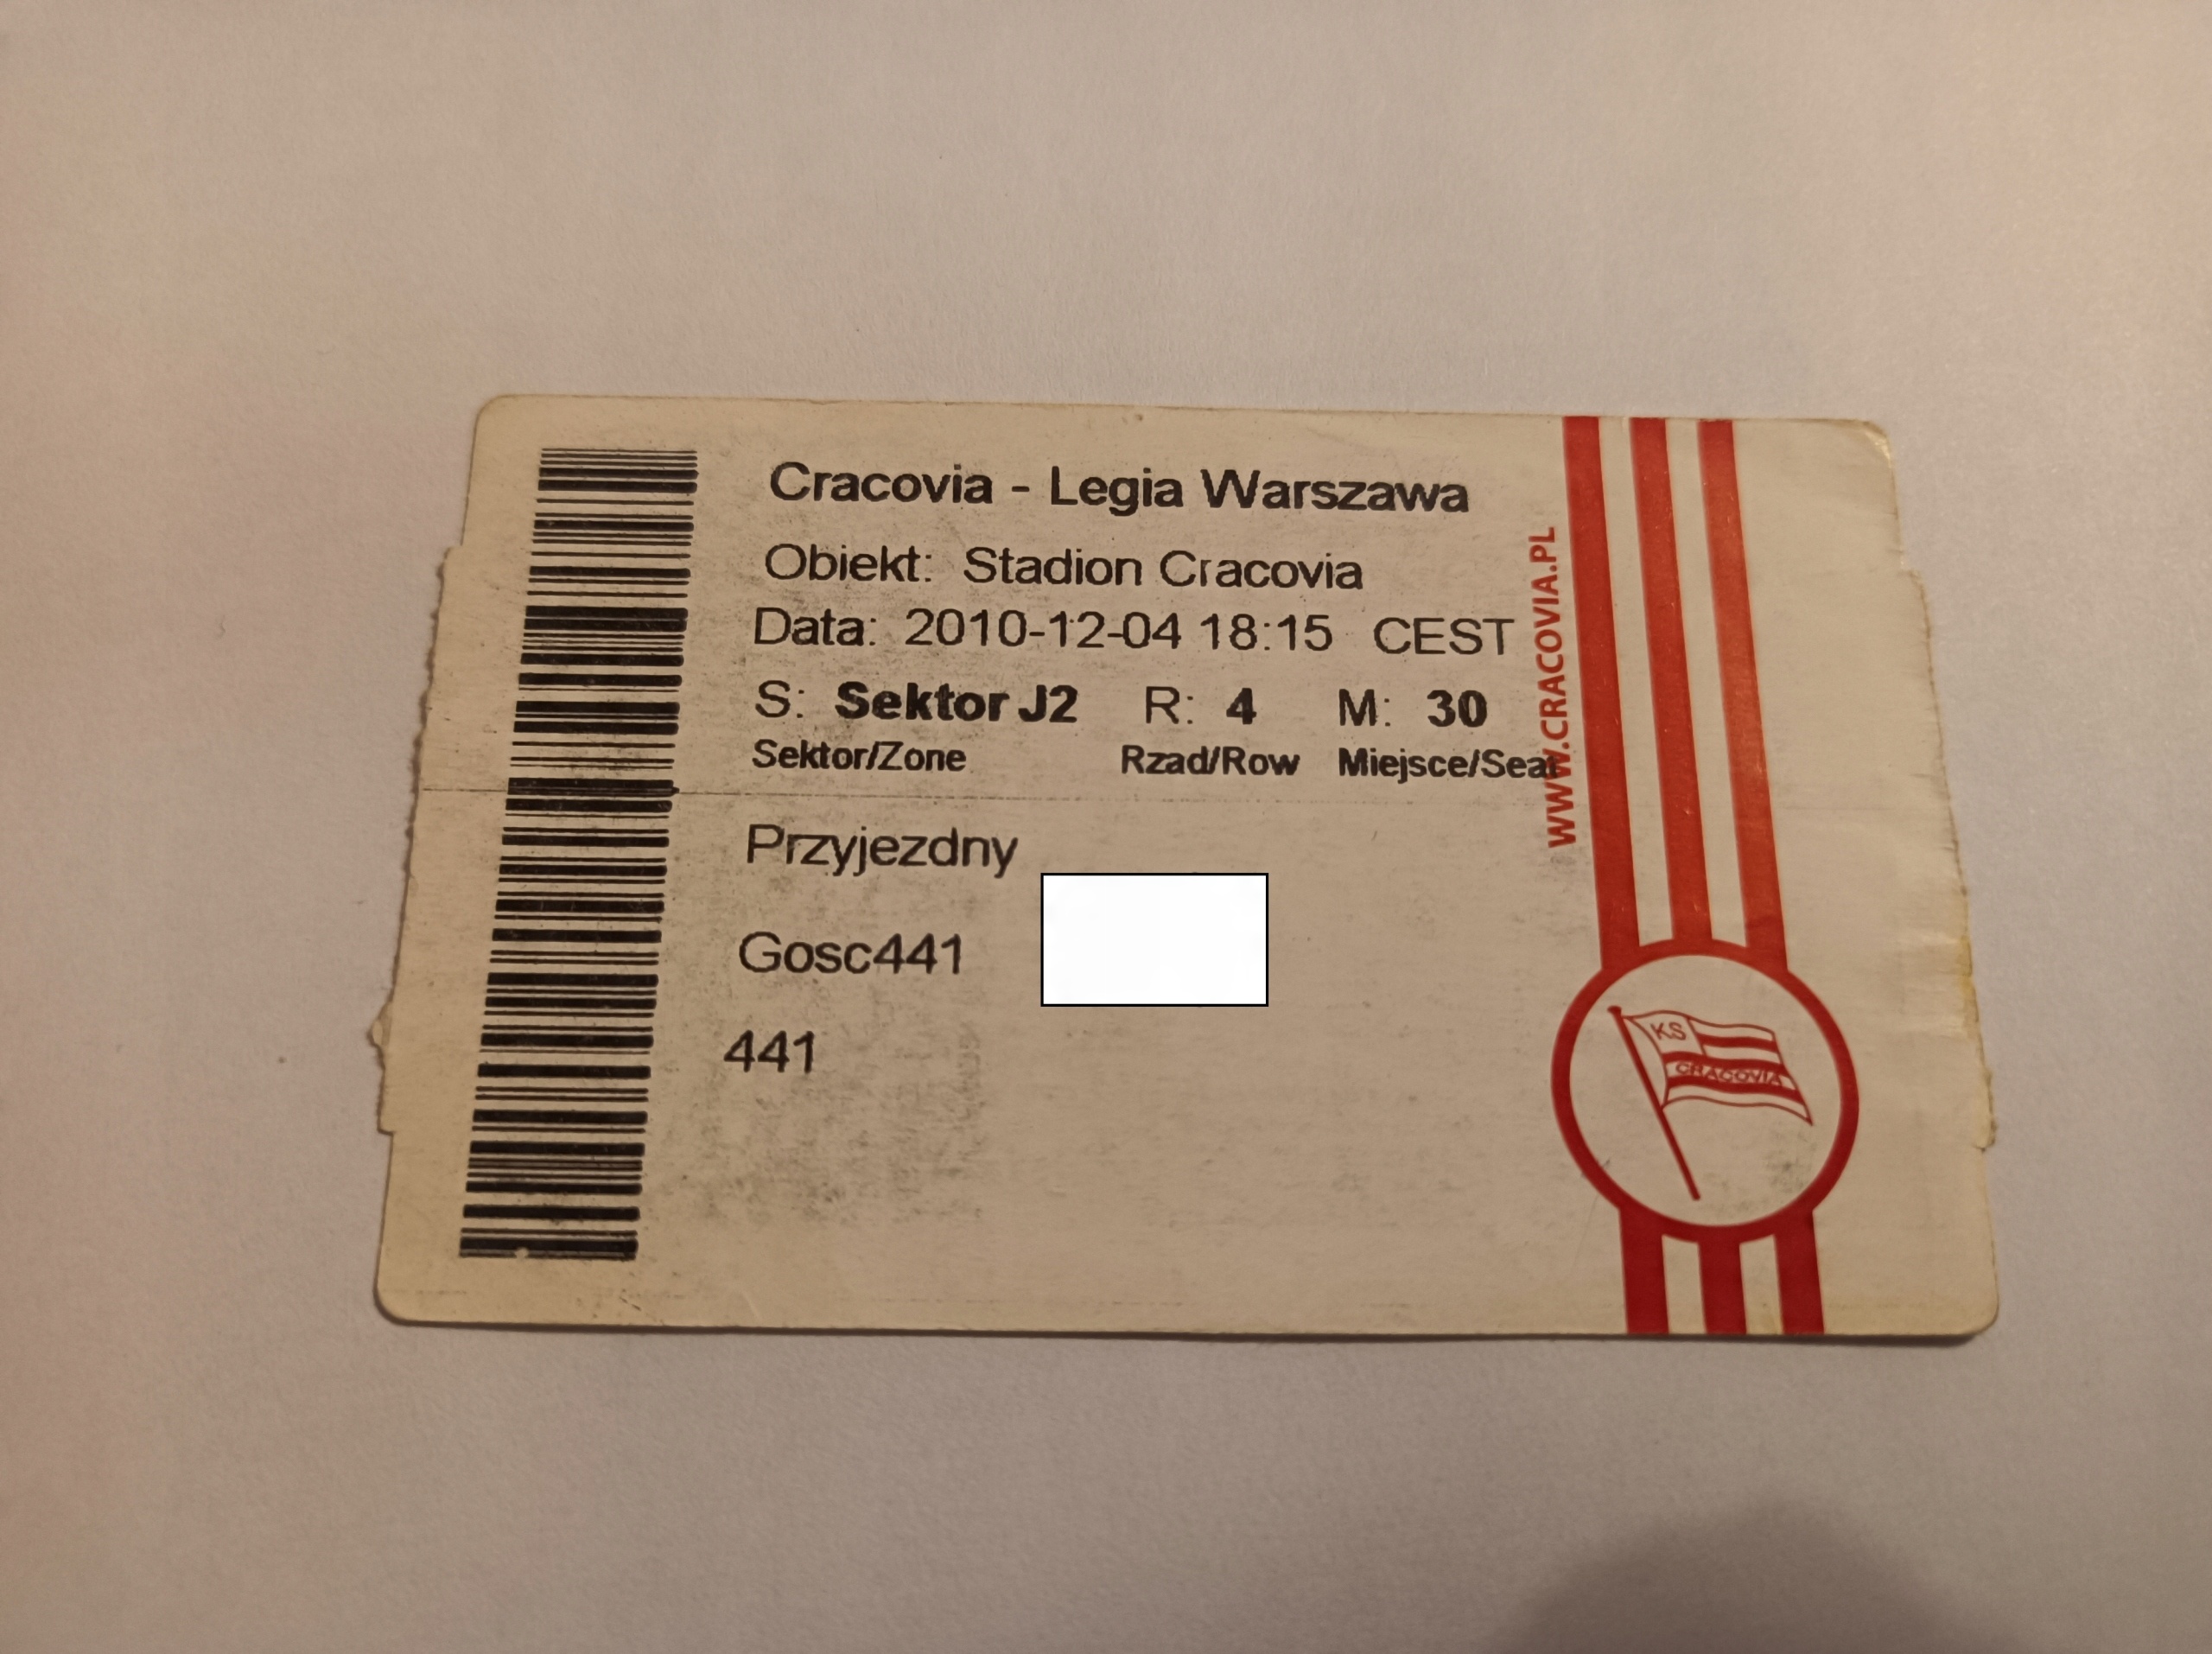 Cracovia - Legia Warszawa
Obiekt: Stadion Cracovia
Data: 2010-12-04 18:15 CEST
S: Sektor J2 R: 4 M: 30
Sektor/Zone Rzad/Row Miejsce/Seat
Przyjezdny
Gosc441
441
WWW.CRACOVIA.PL
KS
CRACOVIA